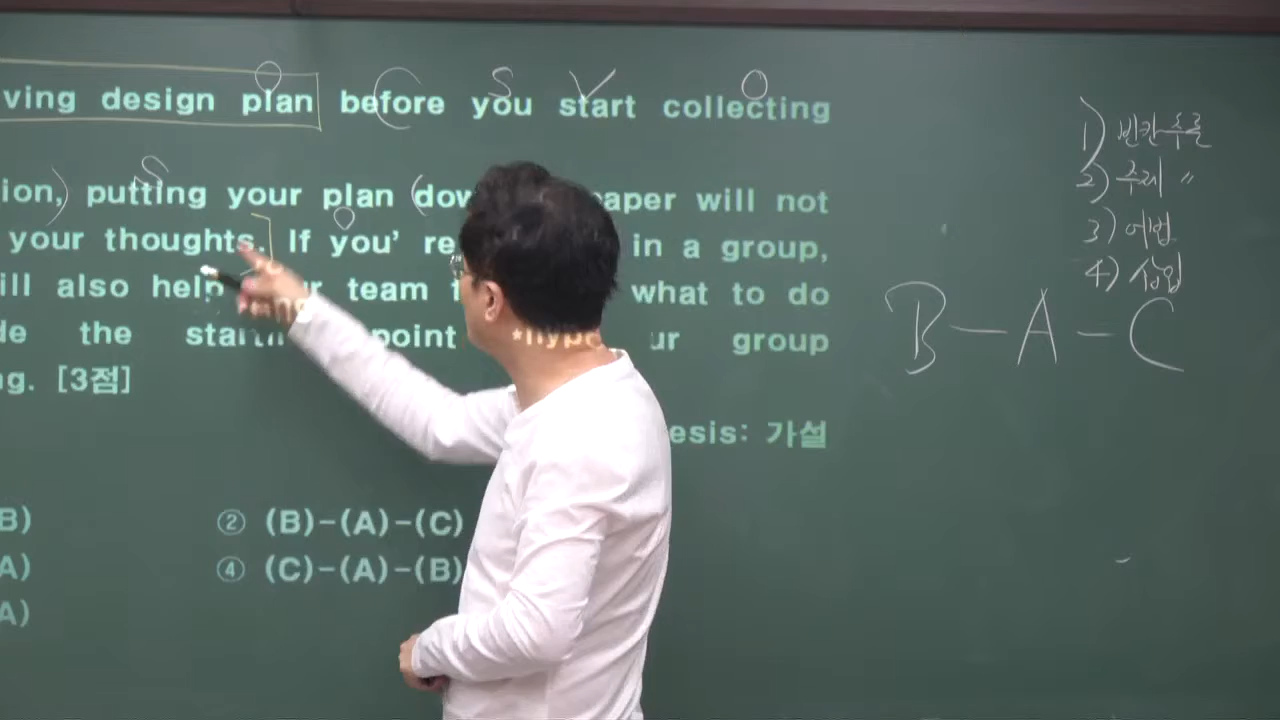 ving design plan before you start collecting
ion, putting your plan down paper will not
your thoughts. If you' re in a group,
ill also help your team what to do
de the point ur group
ng. [3점]
esis: 가설
B) ② (B)-(A)-(C)
A) ④ (C)-(A)-(B)
A)
O C S V O
S
O
1) 빈칸추론
2) 주제 〃
3) 어법
4) 삽입
B-A-C